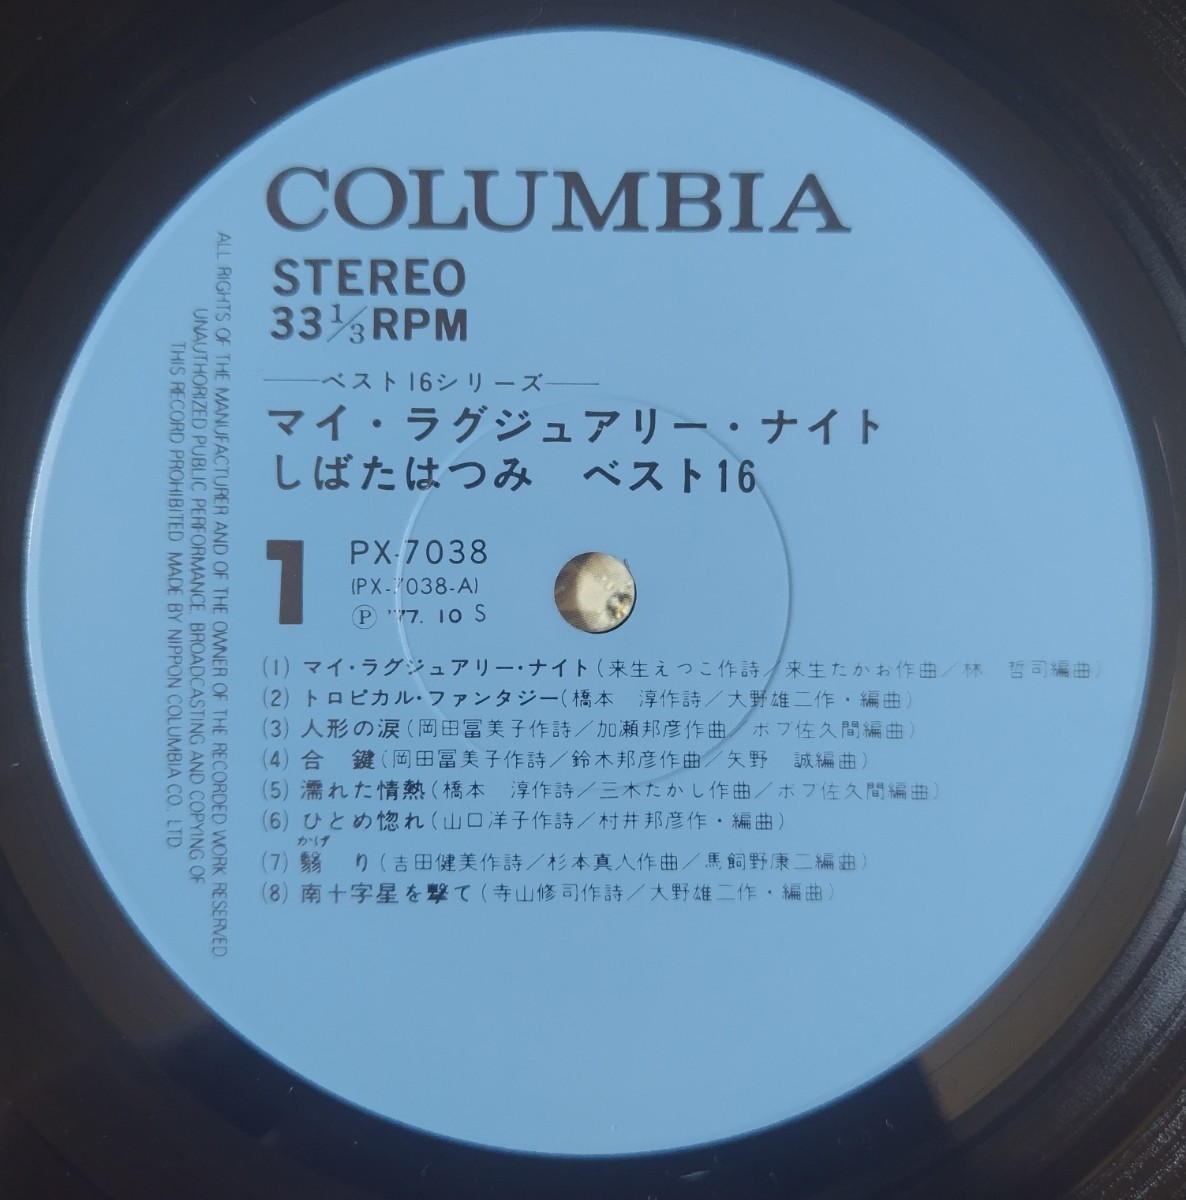 COLUMBIA
STEREO
33 1/3 RPM
──ベスト16シリーズ──
マイ・ラグジュアリー・ナイト
しばたはつみ　ベスト16
1
PX-7038
(PX-7038-A)
Ⓟ '77. 10 S
(1) マイ・ラグジュアリー・ナイト(来生えつこ作詩／来生たかお作曲／林　哲司編曲)
(2) トロピカル・ファンタジー(橋本　淳作詩／大野雄二作・編曲)
(3) 人形の涙(岡田冨美子作詩／加瀬邦彦作曲／ボブ佐久間編曲)
(4) 合　鍵(岡田冨美子作詩／鈴木邦彦作曲／矢野　誠編曲)
(5) 濡れた情熱(橋本　淳作詩／三木たかし作曲／ボブ佐久間編曲)
(6) ひとめ惚れ(山口洋子作詩／村井邦彦作・編曲)
かげ
(7) 翳　り(吉田健美作詩／杉本真人作曲／馬飼野康二編曲)
(8) 南十字星を撃て(寺山修司作詩／大野雄二作・編曲)
ALL RIGHTS OF THE MANUFACTURER AND OF THE OWNER OF THE RECORDED WORK RESERVED.
UNAUTHORIZED PUBLIC PERFORMANCE, BROADCASTING AND COPYING OF
THIS RECORD PROHIBITED MADE BY NIPPON COLUMBIA CO., LTD.